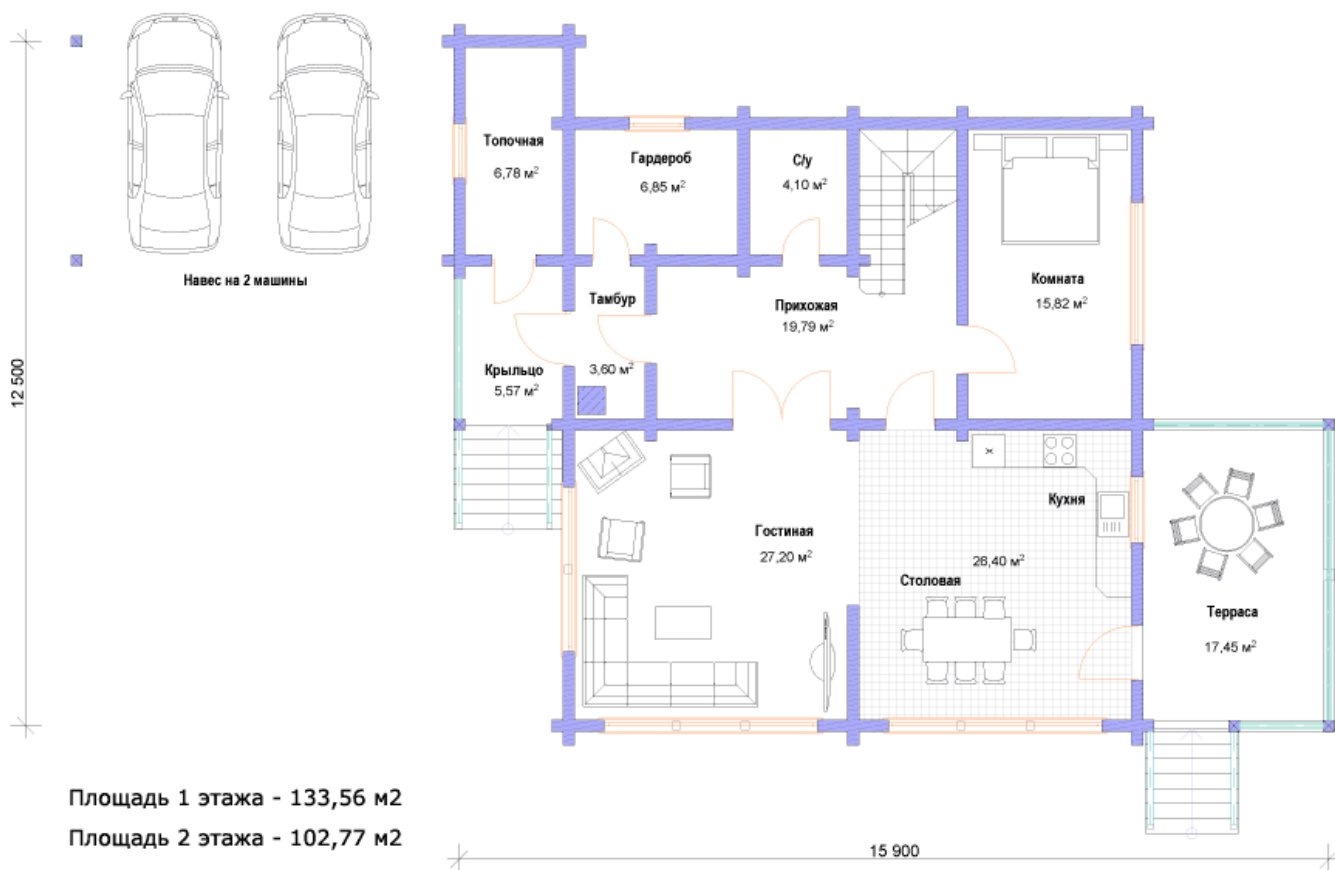 Топочная
6,78 м²
Гардероб
6,85 м²
С/у
4,10 м²
Навес на 2 машины
Тамбур
3,60 м²
Прихожая
19,79 м²
Комната
15,82 м²
Крыльцо
5,57 м²
12 500
Гостиная
27,20 м²
Кухня
26,40 м²
Столовая
Терраса
17,45 м²
Площадь 1 этажа - 133,56 м2
Площадь 2 этажа - 102,77 м2
15 900